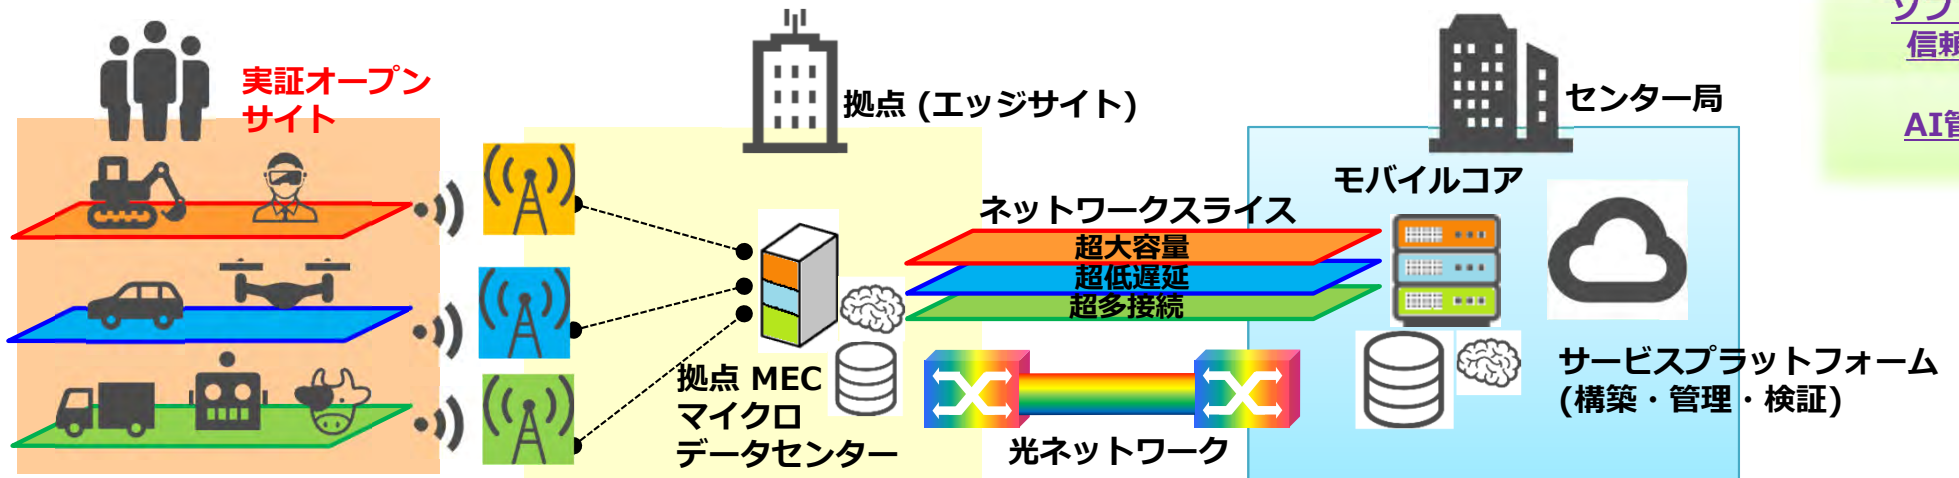 実証オープン
サイト
拠点 (エッジサイト)
センター局
モバイルコア
ネットワークスライス
超大容量
超低遅延
超多接続
拠点 MEC
マイクロ
データセンター
光ネットワーク
サービスプラットフォーム
(構築・管理・検証)
信頼
AI管